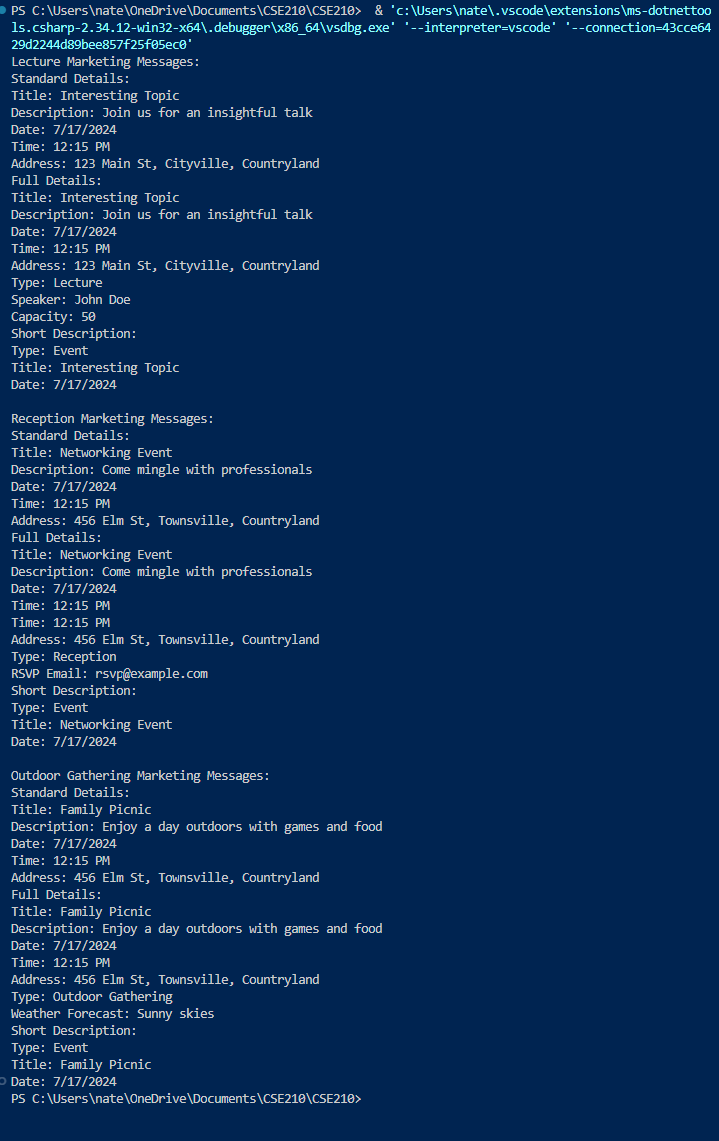 PS C:\Users\nate\OneDrive\Documents\CSE210\CSE210>  & 'c:\Users\nate\.vscode\extensions\ms-dotnettoo
ls.csharp-2.34.12-win32-x64\.debugger\x86_64\vsdbg.exe' '--interpreter=vscode' '--connection=43cce64
29d2244d89bee857f25f05ec0'
Lecture Marketing Messages:
Standard Details:
Title: Interesting Topic
Description: Join us for an insightful talk
Date: 7/17/2024
Time: 12:15 PM
Address: 123 Main St, Cityville, Countryland
Full Details:
Title: Interesting Topic
Description: Join us for an insightful talk
Date: 7/17/2024
Time: 12:15 PM
Address: 123 Main St, Cityville, Countryland
Type: Lecture
Speaker: John Doe
Capacity: 50
Short Description:
Type: Event
Title: Interesting Topic
Date: 7/17/2024

Reception Marketing Messages:
Standard Details:
Title: Networking Event
Description: Come mingle with professionals
Date: 7/17/2024
Time: 12:15 PM
Address: 456 Elm St, Townsville, Countryland
Full Details:
Title: Networking Event
Description: Come mingle with professionals
Date: 7/17/2024
Time: 12:15 PM
Time: 12:15 PM
Address: 456 Elm St, Townsville, Countryland
Type: Reception
RSVP Email: rsvp@example.com
Short Description:
Type: Event
Title: Networking Event
Date: 7/17/2024

Outdoor Gathering Marketing Messages:
Standard Details:
Title: Family Picnic
Description: Enjoy a day outdoors with games and food
Date: 7/17/2024
Time: 12:15 PM
Address: 456 Elm St, Townsville, Countryland
Full Details:
Title: Family Picnic
Description: Enjoy a day outdoors with games and food
Date: 7/17/2024
Time: 12:15 PM
Address: 456 Elm St, Townsville, Countryland
Type: Outdoor Gathering
Weather Forecast: Sunny skies
Short Description:
Type: Event
Title: Family Picnic
Date: 7/17/2024
PS C:\Users\nate\OneDrive\Documents\CSE210\CSE210>